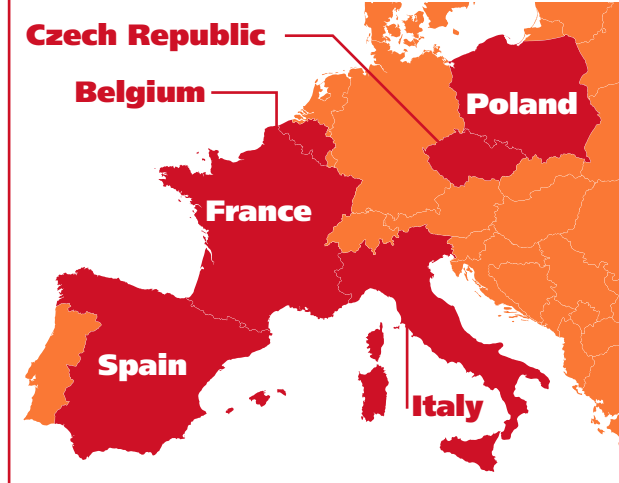 Czech Republic
Belgium
Poland
France
Spain
Italy